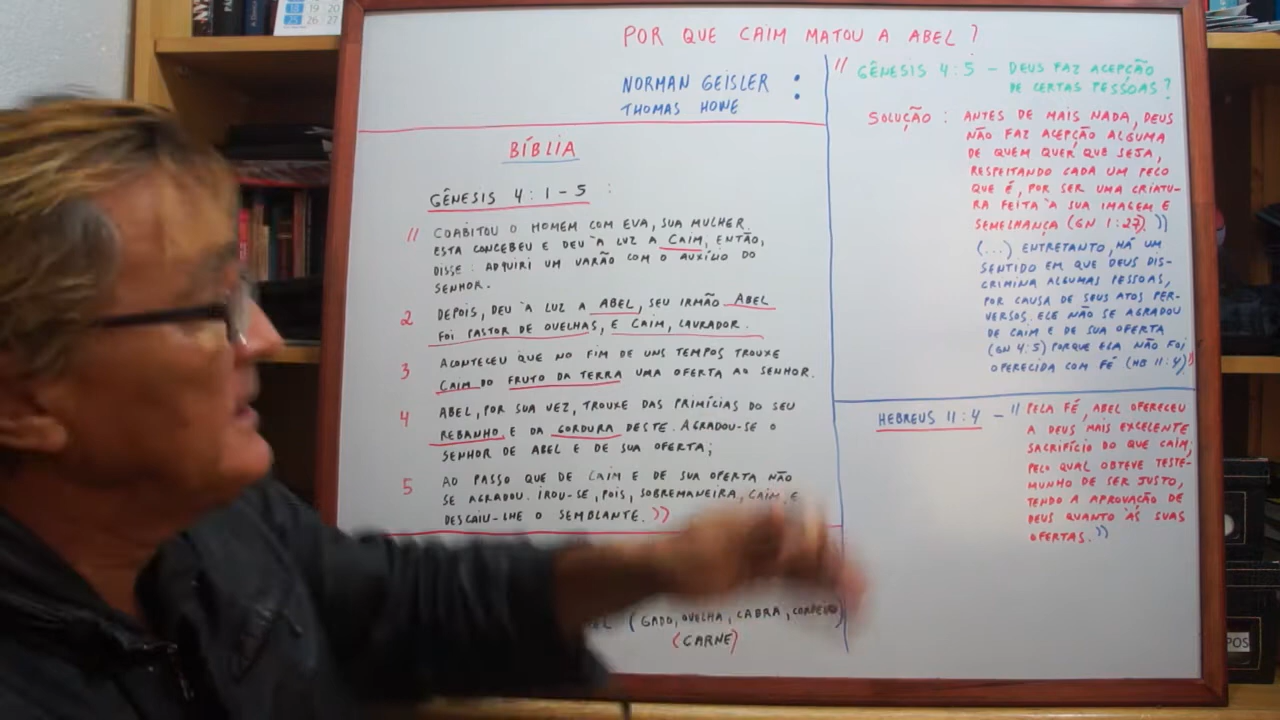 POR QUE CAIM MATOU A ABEL?
NORMAN GEISLER :
THOMAS HOWE
BÍBLIA
GÊNESIS 4:1-5 :
" COABITOU O HOMEM COM EVA, SUA MULHER.
ESTA CONCEBEU E DEU À LUZ A CAIM, ENTÃO,
DISSE: ADQUIRI UM VARÃO COM O AUXÍLIO DO
SENHOR.
2 DEPOIS, DEU À LUZ A ABEL, SEU IRMÃO ABEL
FOI PASTOR DE OVELHAS, E CAIM, LAVRADOR.
3 ACONTECEU QUE NO FIM DE UNS TEMPOS TROUXE
CAIM DO FRUTO DA TERRA UMA OFERTA AO SENHOR.
4 ABEL, POR SUA VEZ, TROUXE DAS PRIMÍCIAS DO SEU
REBANHO E DA GORDURA DESTE. AGRADOU-SE O
SENHOR DE ABEL E DE SUA OFERTA;
5 AO PASSO QUE DE CAIM E DE SUA OFERTA NÃO
SE AGRADOU. IROU-SE, POIS, SOBREMANEIRA, CAIM, E
DESCAIU-LHE O SEMBLANTE. "
(GADO, OVELHA, CABRA, CORDEIRO)
(CARNE)
" GÊNESIS 4:5 - DEUS FAZ ACEPÇÃO
DE CERTAS PESSOAS?
SOLUÇÃO: ANTES DE MAIS NADA, DEUS
NÃO FAZ ACEPÇÃO ALGUMA
DE QUEM QUER QUE SEJA,
RESPEITANDO CADA UM PELO
QUE É, POR SER UMA CRIATU-
RA FEITA À SUA IMAGEM E
SEMELHANÇA (GN 1:27). "
(...) ENTRETANTO, HÁ UM
SENTIDO EM QUE DEUS DIS-
CRIMINA ALGUMAS PESSOAS,
POR CAUSA DE SEUS ATOS PER-
VERSOS. ELE NÃO SE AGRADOU
DE CAIM E DE SUA OFERTA
(GN 4:5) PORQUE ELA NÃO FOI
OFERECIDA COM FÉ (HB 11:4) "
HEBREUS 11:4 - " PELA FÉ, ABEL OFERECEU
A DEUS MAIS EXCELENTE
SACRIFÍCIO DO QUE CAIM;
PELO QUAL OBTEVE TESTE-
MUNHO DE SER JUSTO,
TENDO A APROVAÇÃO DE
DEUS QUANTO ÀS SUAS
OFERTAS. "
18 19 20
25 26 27
POS